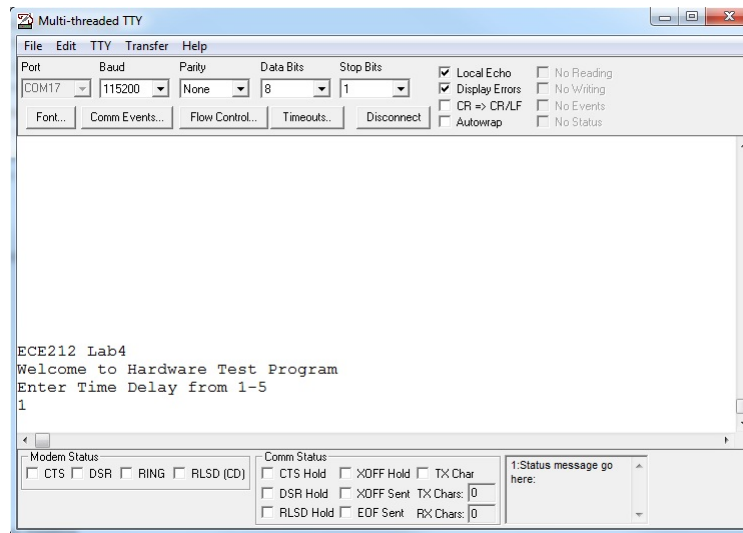 Multi-threaded TTY
File Edit TTY Transfer Help
Port Baud Parity Data Bits Stop Bits
COM17 115200 None 8 1
Local Echo No Reading
Display Errors No Writing
CR => CR/LF No Events
Autowrap No Status
Font... Comm Events... Flow Control... Timeouts.. Disconnect
ECE212 Lab4
Welcome to Hardware Test Program
Enter Time Delay from 1-5
1
Modem Status
CTS DSR RING RLSD (CD)
Comm Status
CTS Hold XOFF Hold TX Char
DSR Hold XOFF Sent TX Chars: 0
RLSD Hold EOF Sent RX Chars: 0
1:Status message go
here: